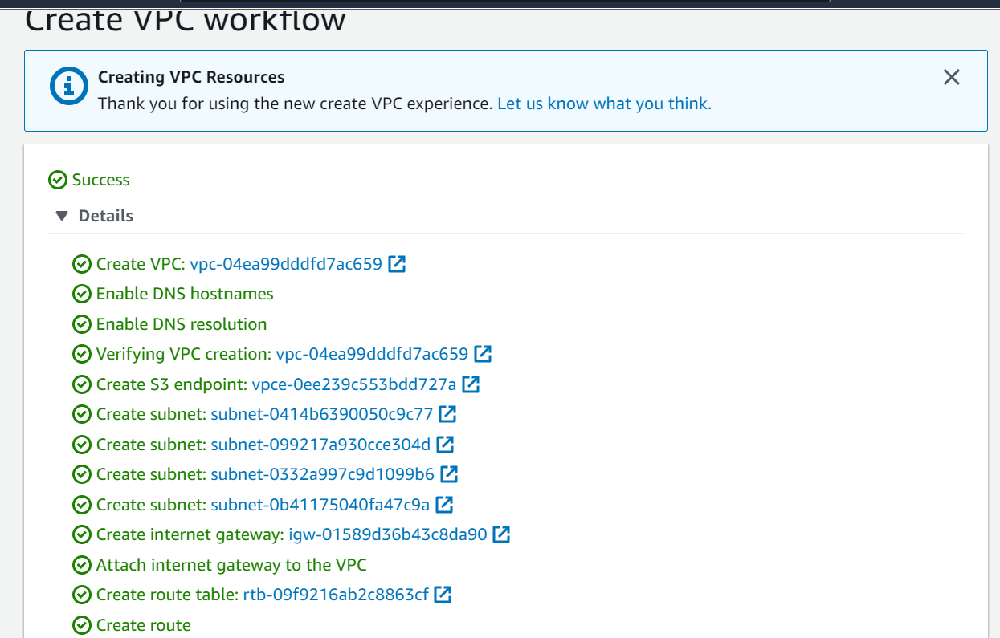 Create VPC workflow
Creating VPC Resources
Thank you for using the new create VPC experience. Let us know what you think.
Success
Details
Create VPC: vpc-04ea99dddfd7ac659
Enable DNS hostnames
Enable DNS resolution
Verifying VPC creation: vpc-04ea99dddfd7ac659
Create S3 endpoint: vpce-0ee239c553bdd727a
Create subnet: subnet-0414b6390050c9c77
Create subnet: subnet-099217a930cce304d
Create subnet: subnet-0332a997c9d1099b6
Create subnet: subnet-0b41175040fa47c9a
Create internet gateway: igw-01589d36b43c8da90
Attach internet gateway to the VPC
Create route table: rtb-09f9216ab2c8863cf
Create route